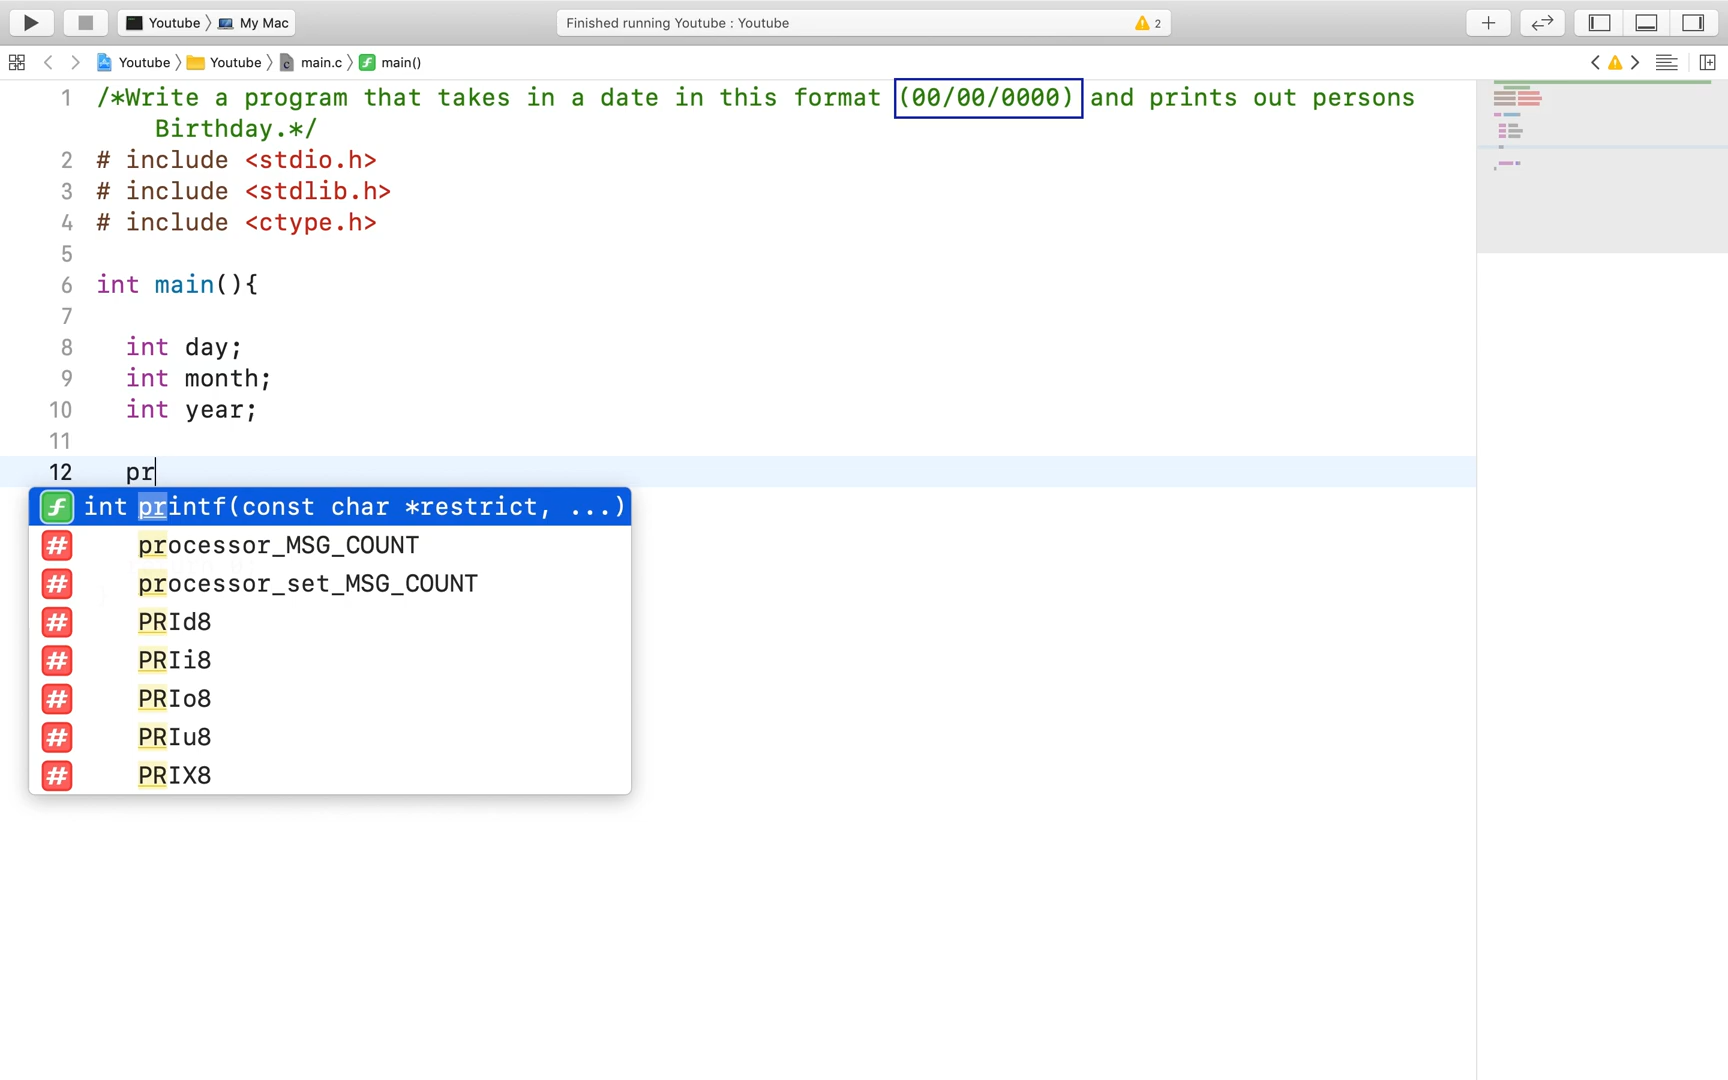 Youtube My Mac
Finished running Youtube : Youtube
2
Youtube Youtube main.c main()
1 /*Write a program that takes in a date in this format (00/00/0000) and prints out persons
Birthday.*/
2 # include <stdio.h>
3 # include <stdlib.h>
4 # include <ctype.h>
5
6 int main(){
7
8 int day;
9 int month;
10 int year;
11
12 pr
int printf(const char *restrict, ...)
# processor_MSG_COUNT
# processor_set_MSG_COUNT
# PRId8
# PRIi8
# PRIo8
# PRIu8
# PRIX8